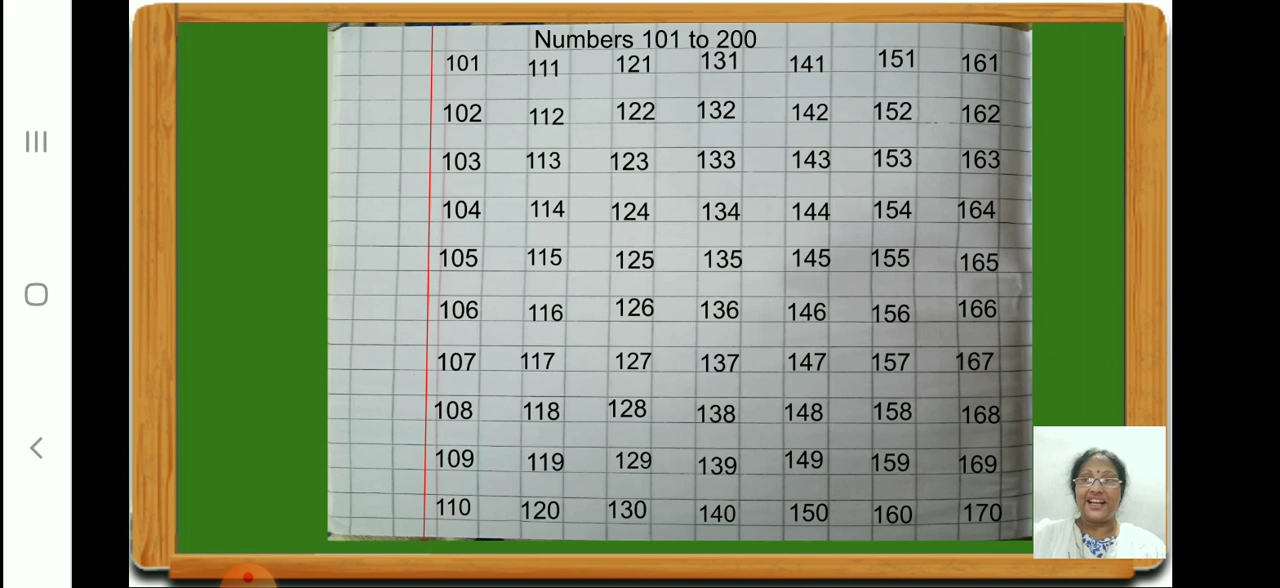 Numbers 101 to 200
101 111 121 131 141 151 161
102 112 122 132 142 152 162
103 113 123 133 143 153 163
104 114 124 134 144 154 164
105 115 125 135 145 155 165
106 116 126 136 146 156 166
107 117 127 137 147 157 167
108 118 128 138 148 158 168
109 119 129 139 149 159 169
110 120 130 140 150 160 170